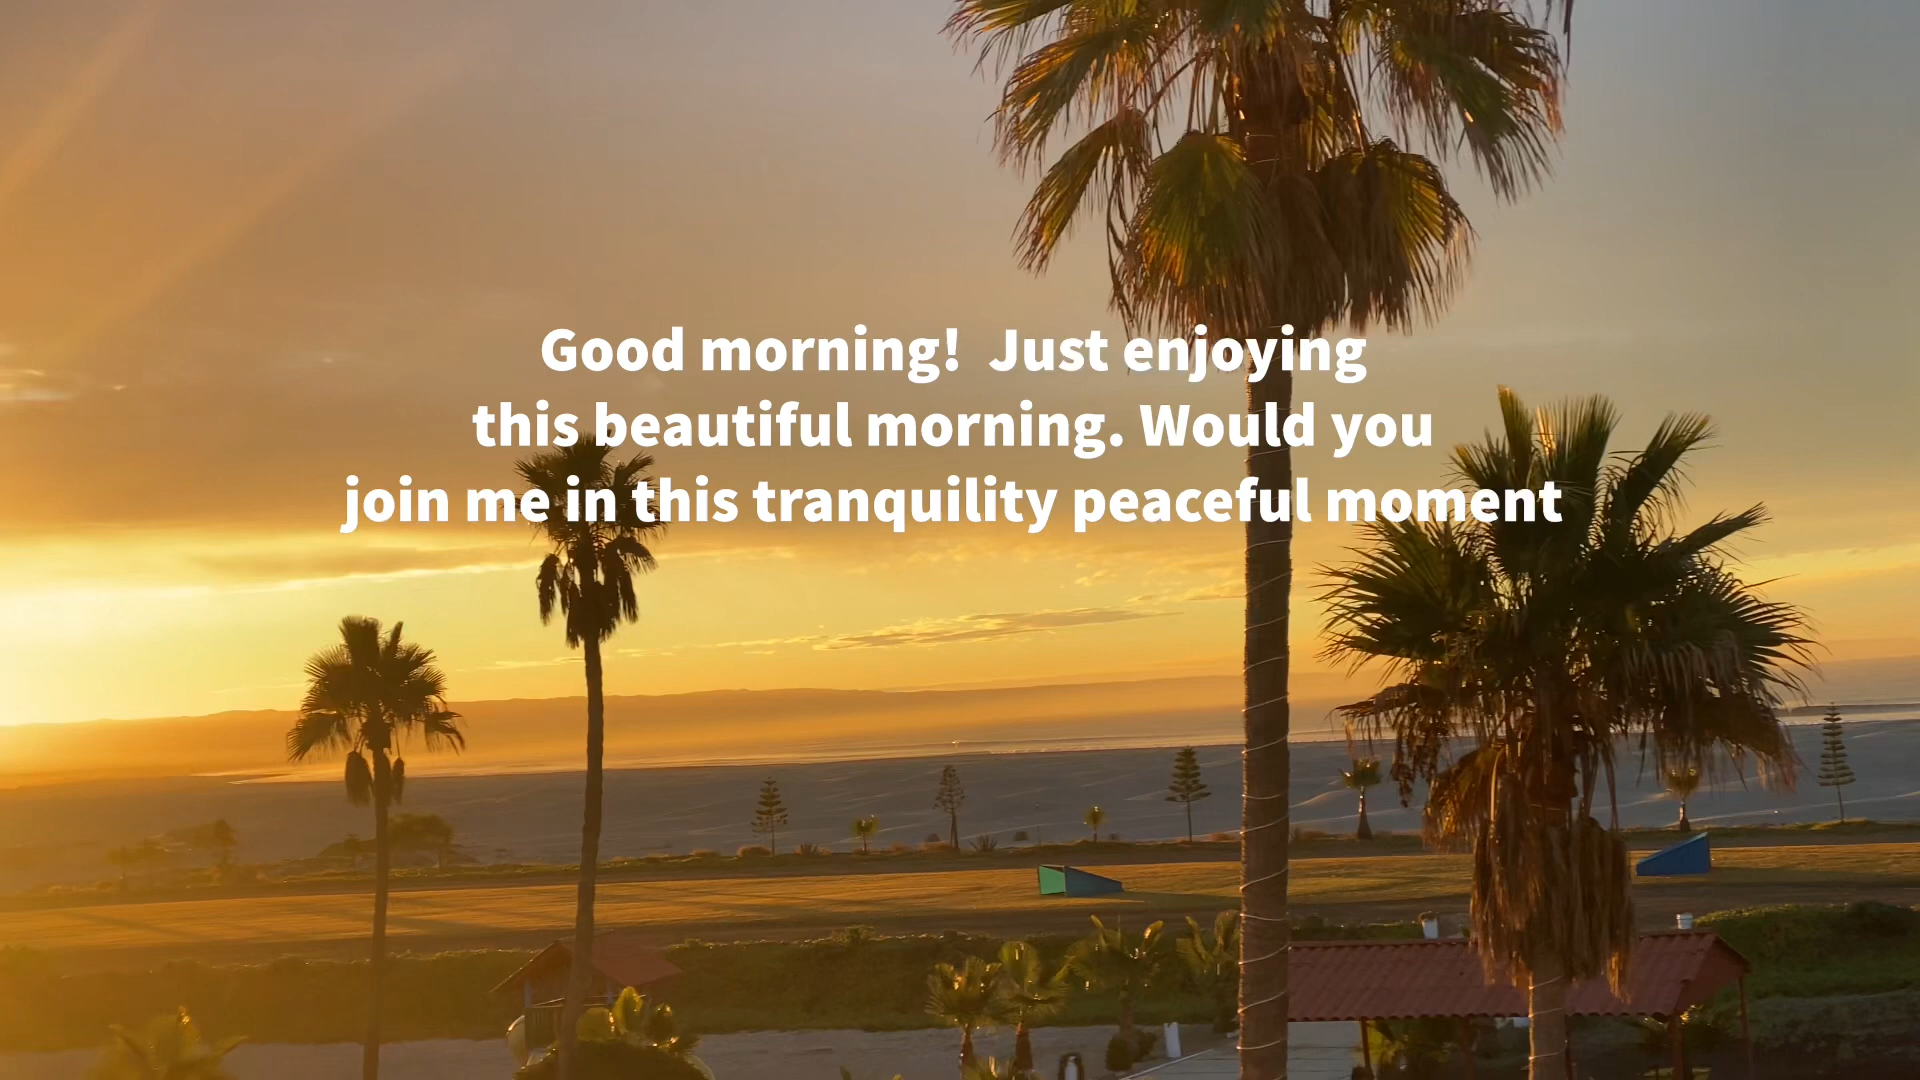 Good morning!  Just enjoying
this beautiful morning. Would you
join me in this tranquility peaceful moment